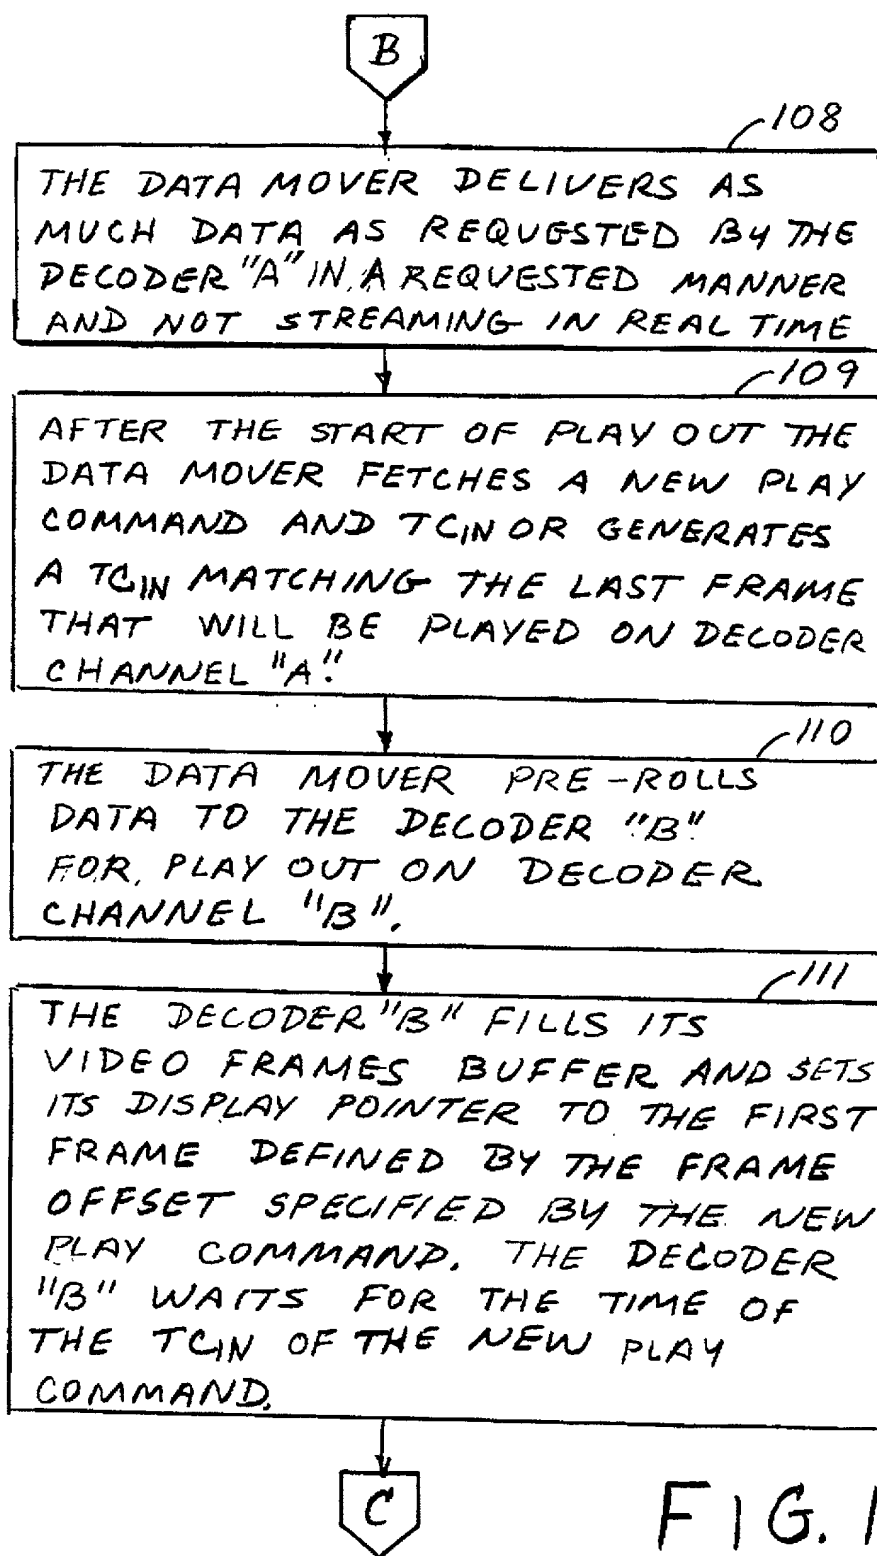 B
108
THE DATA MOVER DELIVERS AS
MUCH DATA AS REQUESTED BY THE
DECODER "A" IN A REQUESTED MANNER
AND NOT STREAMING IN REAL TIME
109
AFTER THE START OF PLAY OUT THE
DATA MOVER FETCHES A NEW PLAY
COMMAND AND TCIN OR GENERATES
A TCIN MATCHING THE LAST FRAME
THAT WILL BE PLAYED ON DECODER
CHANNEL "A."
110
THE DATA MOVER PRE-ROLLS
DATA TO THE DECODER "B"
FOR PLAY OUT ON DECODER
CHANNEL "B".
111
THE DECODER "B" FILLS ITS
VIDEO FRAMES BUFFER AND SETS
ITS DISPLAY POINTER TO THE FIRST
FRAME DEFINED BY THE FRAME
OFFSET SPECIFIED BY THE NEW
PLAY COMMAND. THE DECODER
"B" WAITS FOR THE TIME OF
THE TCIN OF THE NEW PLAY
COMMAND.
C
FIG. 1